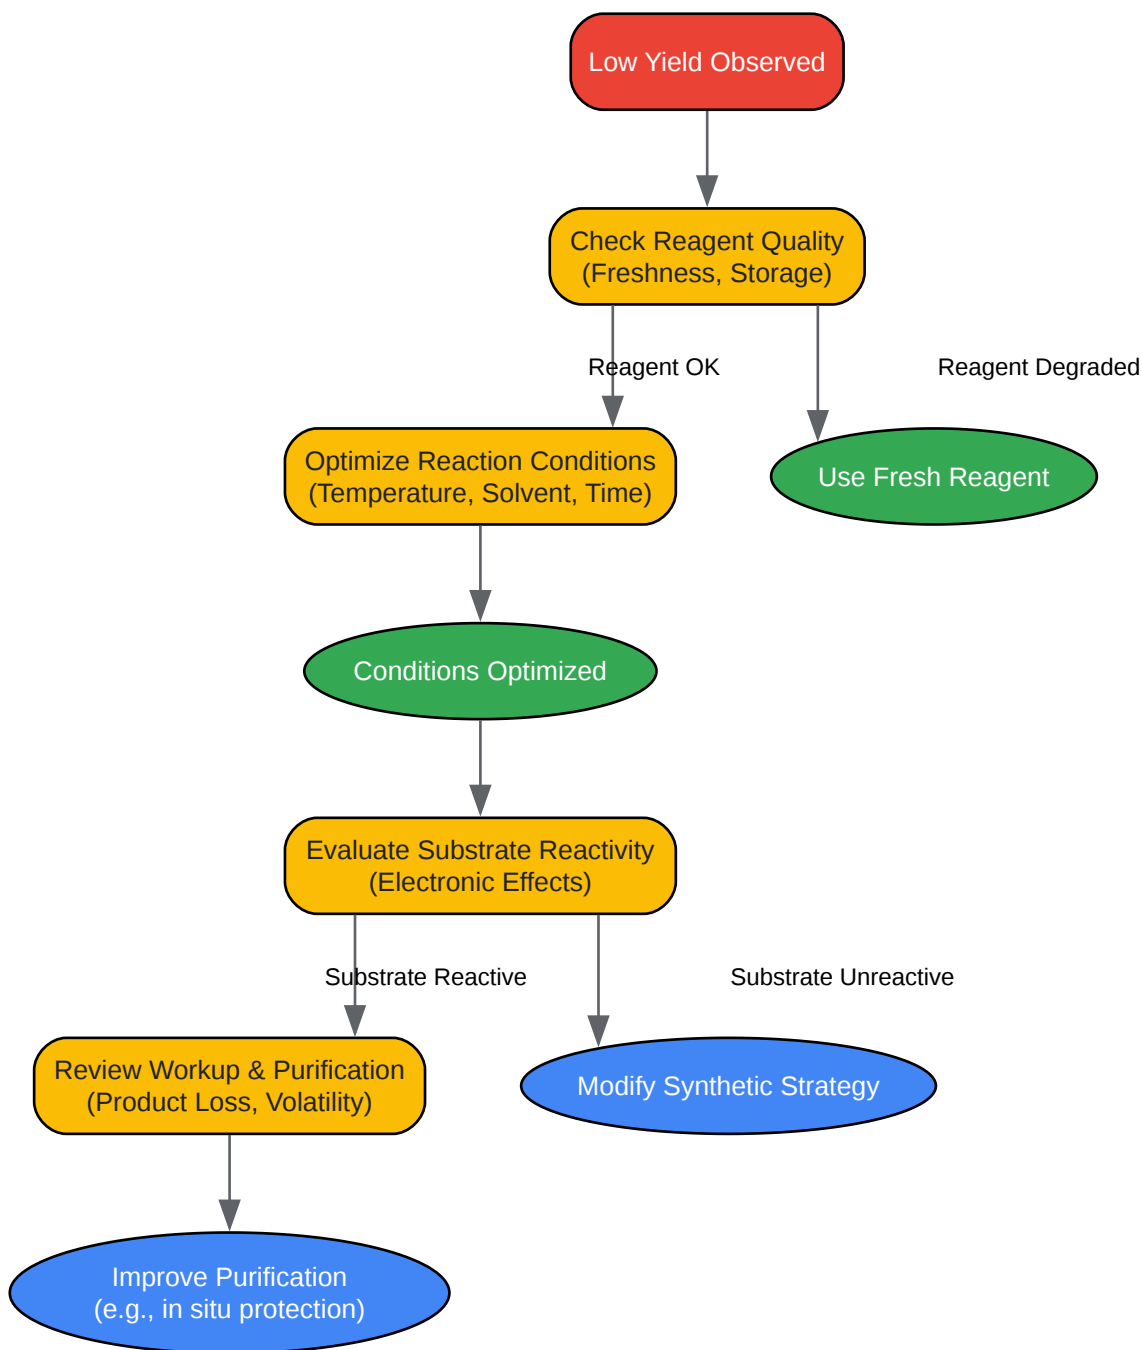 Low Yield Observed
Check Reagent Quality
(Freshness, Storage)
Reagent OK
Reagent Degraded
Optimize Reaction Conditions
(Temperature, Solvent, Time)
Use Fresh Reagent
Conditions Optimized
Evaluate Substrate Reactivity
(Electronic Effects)
Substrate Reactive
Substrate Unreactive
Review Workup & Purification
(Product Loss, Volatility)
Modify Synthetic Strategy
Improve Purification
(e.g., in situ protection)